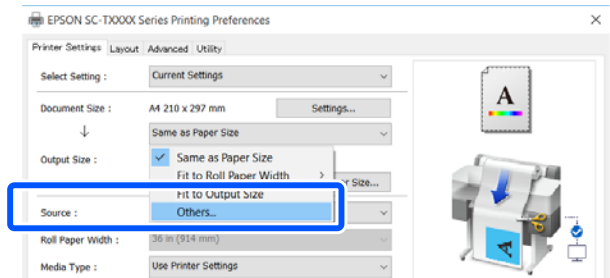 EPSON SC-TXXXX Series Printing Preferences
Printer Settings Layout Advanced Utility
Select Setting : Current Settings
Document Size : A4 210 x 297 mm Settings...
Same as Paper Size
Output Size : Same as Paper Size
Fit to Roll Paper Width
Size...
Fit to Output Size
Source : Others...
Roll Paper Width : 36 in (914 mm)
Media Type : Use Printer Settings
A
A